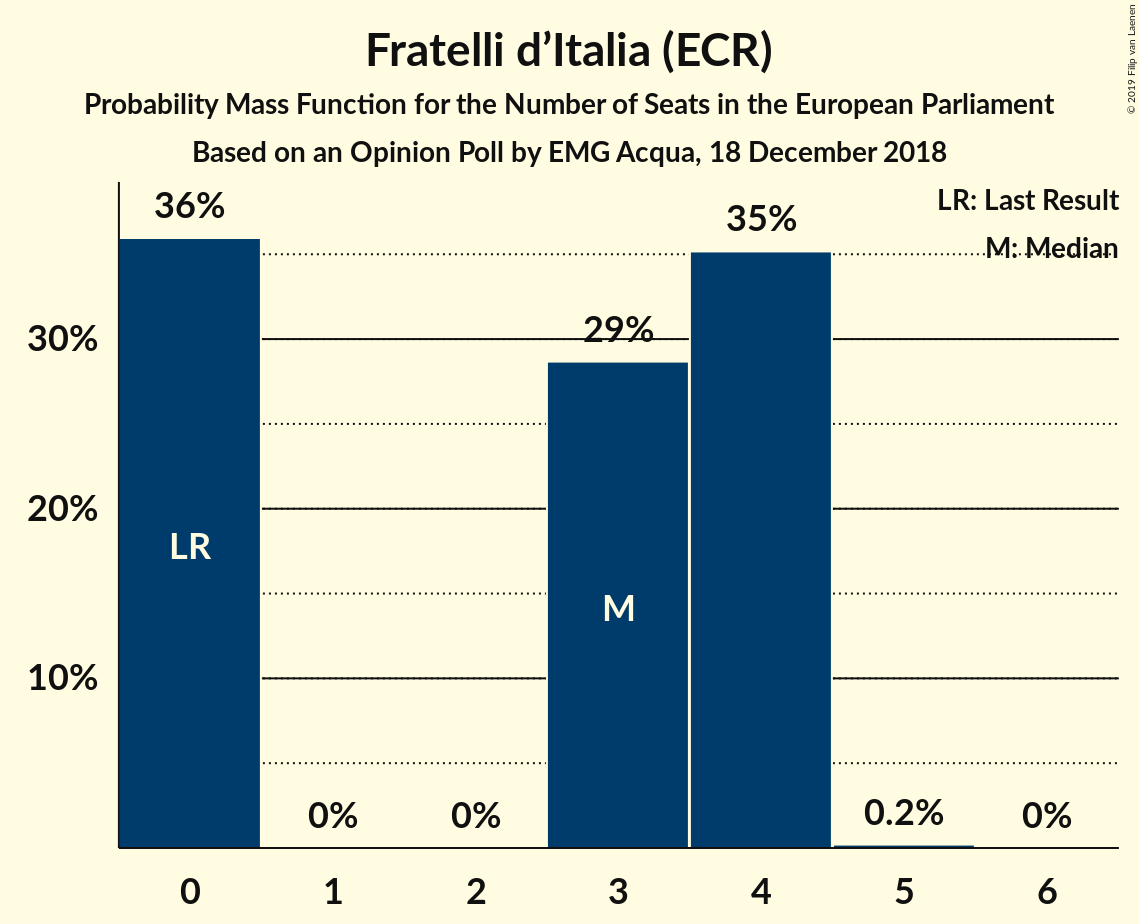 Fratelli d’Italia (ECR)
Probability Mass Function for the Number of Seats in the European Parliament
Based on an Opinion Poll by EMG Acqua, 18 December 2018
© 2019 Filip van Laenen
LR: Last Result
M: Median
36%
35%
29%
30%
20%
10%
LR
M
0%
0%
0.2%
0%
0
1
2
3
4
5
6